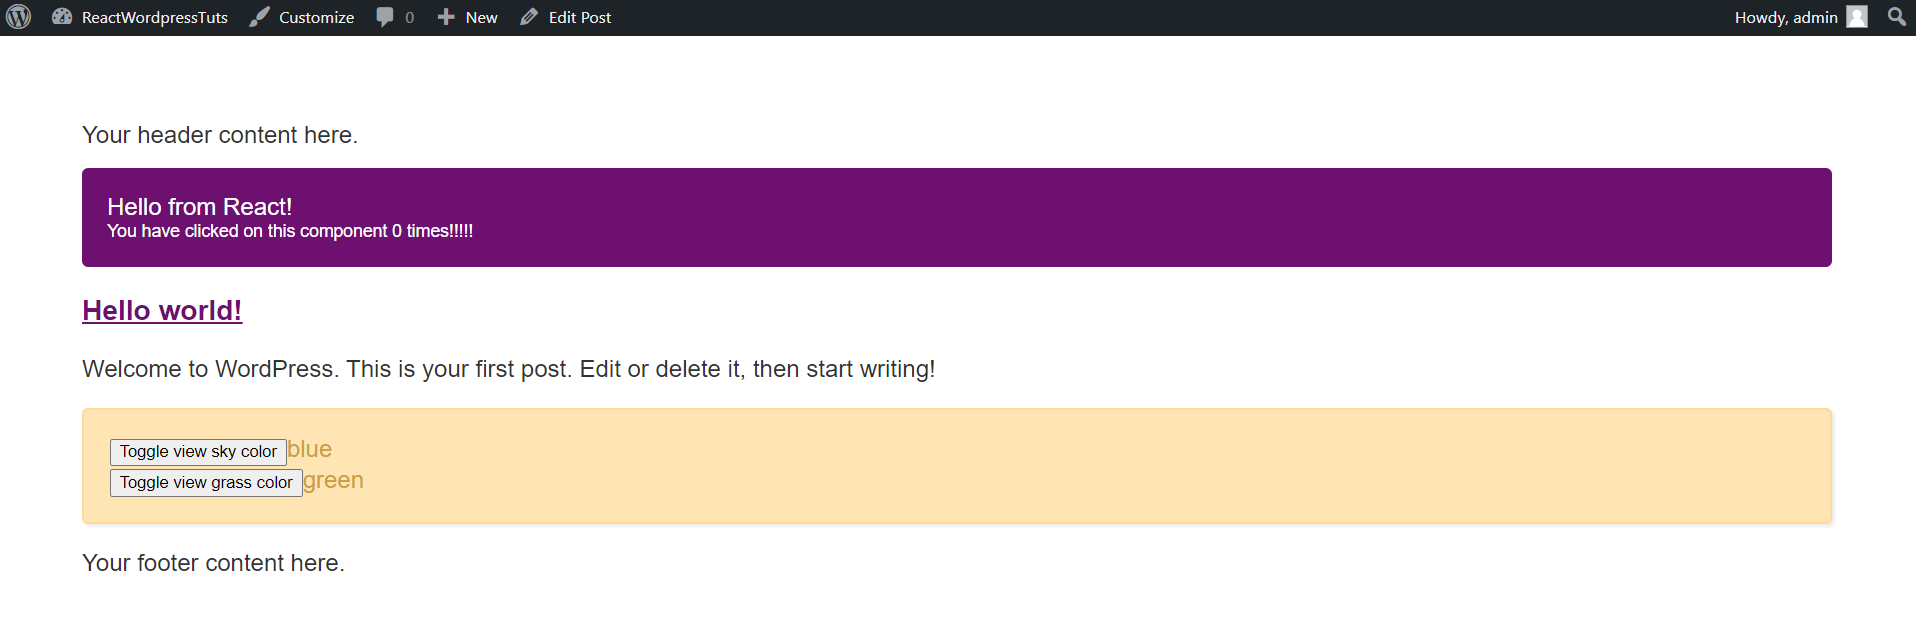 ReactWordpressTuts Customize 0 New Edit Post Howdy, admin
Your header content here.
Hello from React!
You have clicked on this component 0 times!!!!!
Hello world!
Welcome to WordPress. This is your first post. Edit or delete it, then start writing!
Toggle view sky color blue
Toggle view grass color green
Your footer content here.